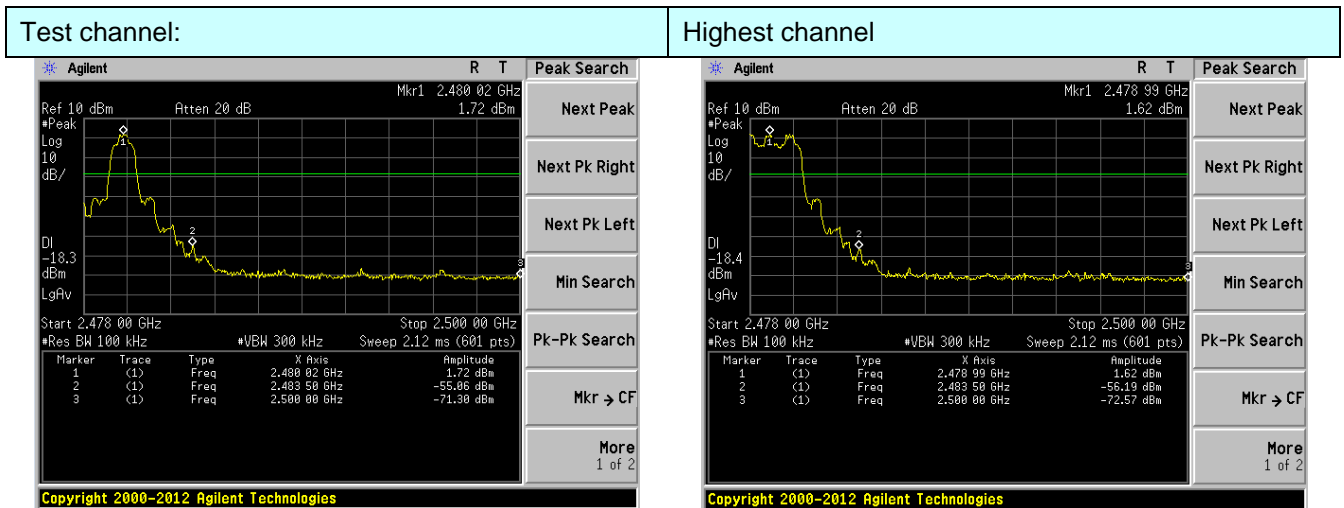 Test channel: Highest channel
Agilent R T Peak Search
Mkr1 2.480 02 GHz
Ref 10 dBm Atten 20 dB 1.72 dBm
#Peak
Log
10
dB/
DI
-18.3
dBm
LgAv
1
2
3
Start 2.478 00 GHz Stop 2.500 00 GHz
#Res BW 100 kHz #VBW 300 kHz Sweep 2.12 ms (601 pts)
Marker Trace Type X Axis Amplitude
1 (1) Freq 2.480 02 GHz 1.72 dBm
2 (1) Freq 2.483 50 GHz -55.06 dBm
3 (1) Freq 2.500 00 GHz -71.30 dBm
Next Peak
Next Pk Right
Next Pk Left
Min Search
Pk-Pk Search
Mkr → CF
More
1 of 2
Copyright 2000-2012 Agilent Technologies
Agilent R T Peak Search
Mkr1 2.478 99 GHz
Ref 10 dBm Atten 20 dB 1.62 dBm
#Peak
Log
10
dB/
DI
-18.4
dBm
LgAv
1
2
3
Start 2.478 00 GHz Stop 2.500 00 GHz
#Res BW 100 kHz #VBW 300 kHz Sweep 2.12 ms (601 pts)
Marker Trace Type X Axis Amplitude
1 (1) Freq 2.478 99 GHz 1.62 dBm
2 (1) Freq 2.483 50 GHz -56.19 dBm
3 (1) Freq 2.500 00 GHz -72.57 dBm
Next Peak
Next Pk Right
Next Pk Left
Min Search
Pk-Pk Search
Mkr → CF
More
1 of 2
Copyright 2000-2012 Agilent Technologies